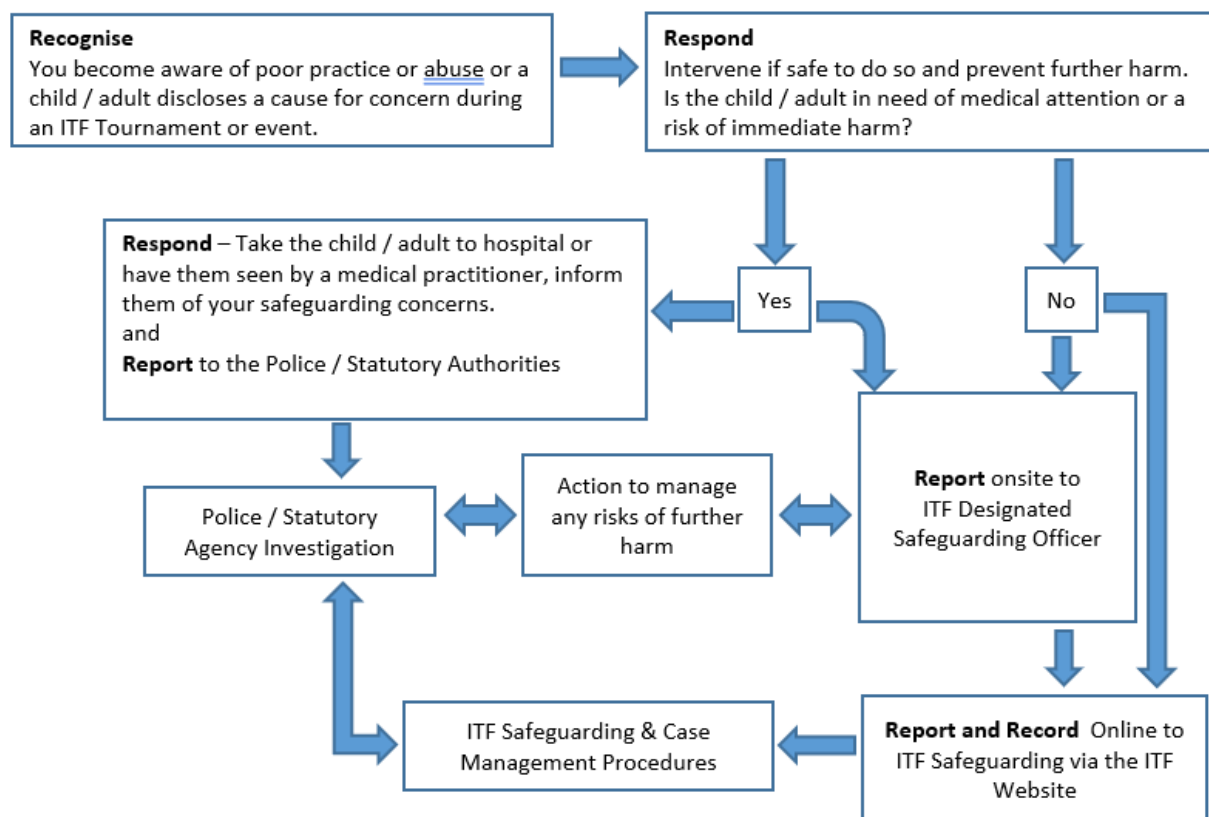 Recognise
You become aware of poor practice or abuse or a
child / adult discloses a cause for concern during
an ITF Tournament or event.
Respond
Intervene if safe to do so and prevent further harm.
Is the child / adult in need of medical attention or a
risk of immediate harm?
Respond – Take the child / adult to hospital or
have them seen by a medical practitioner, inform
them of your safeguarding concerns.
and
Report to the Police / Statutory Authorities
Yes
No
Police / Statutory
Agency Investigation
Action to manage
any risks of further
harm
Report onsite to
ITF Designated
Safeguarding Officer
ITF Safeguarding & Case
Management Procedures
Report and Record  Online to
ITF Safeguarding via the ITF
Website